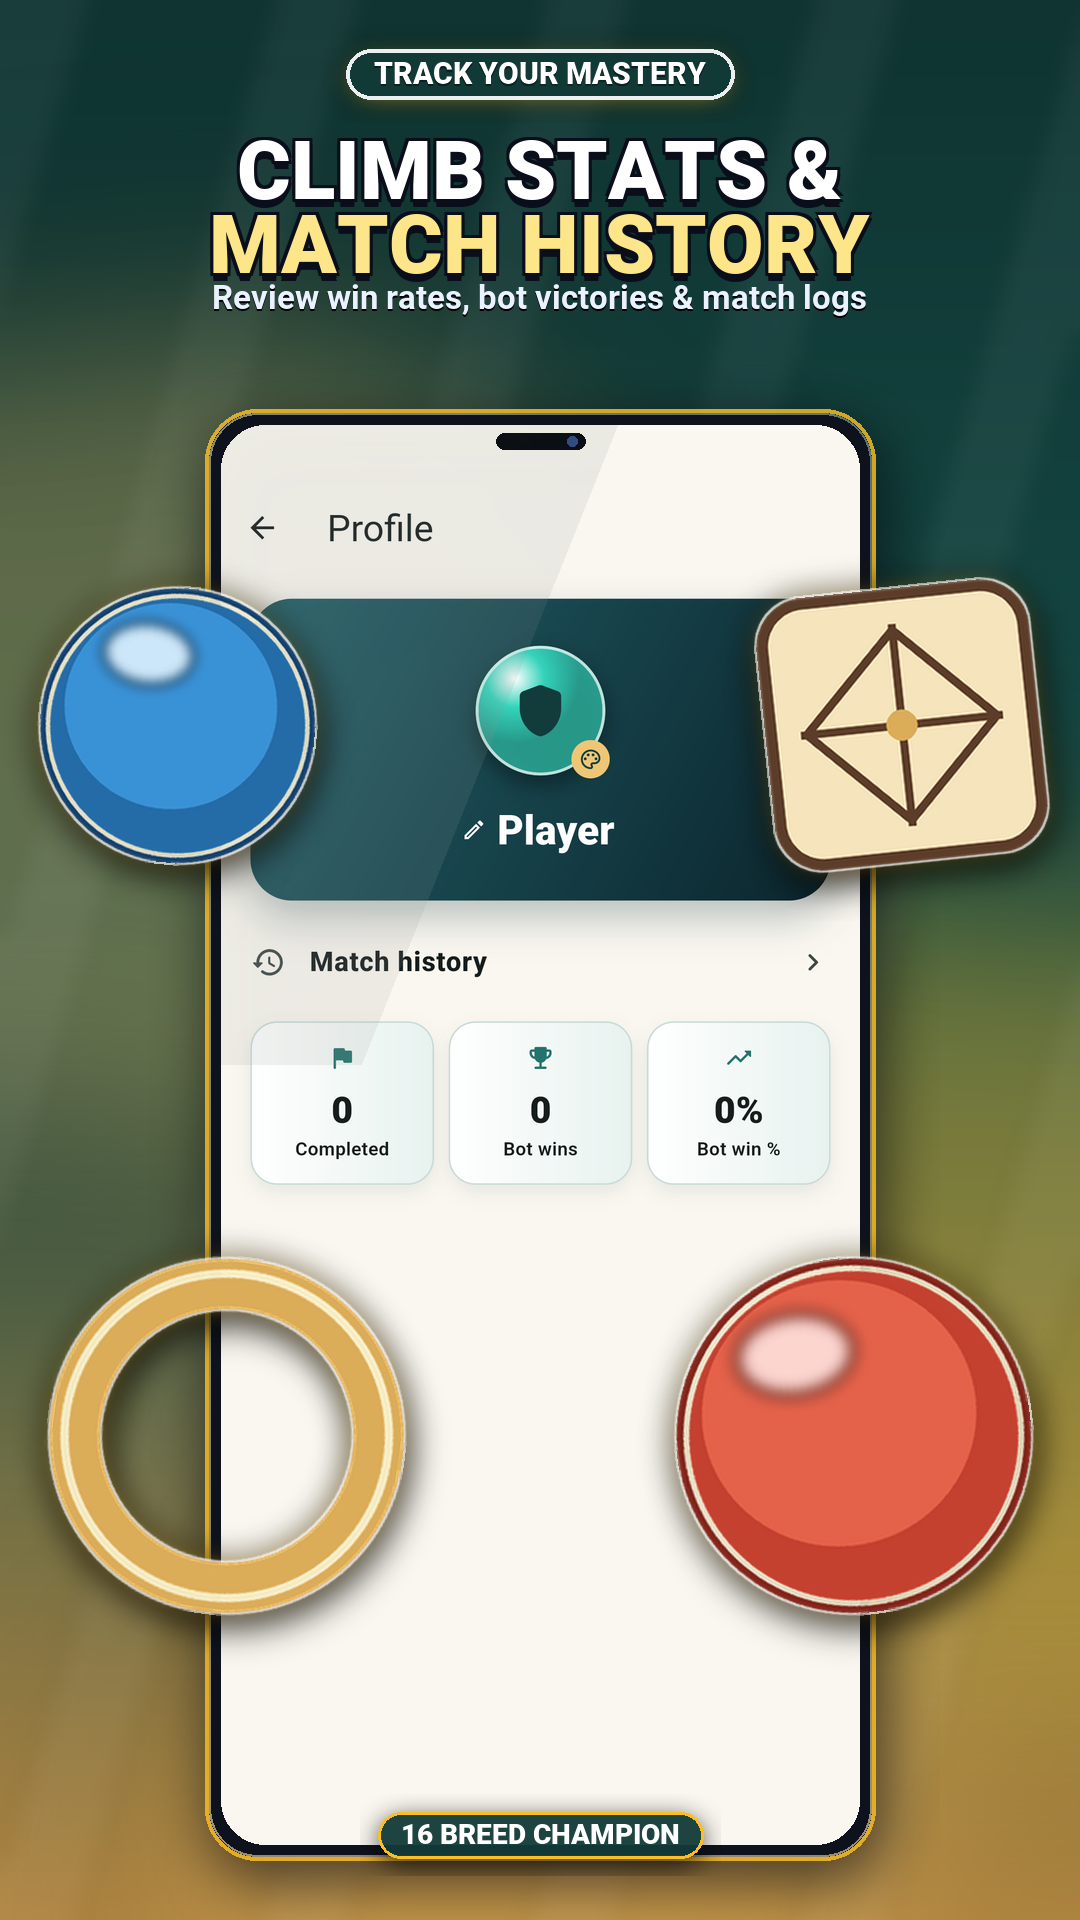 TRACK YOUR MASTERY
CLIMB STATS &
MATCH HISTORY
Review win rates, bot victories & match logs
Profile
Player
Match history
0
Completed
0
Bot wins
0%
Bot win %
16 BREED CHAMPION